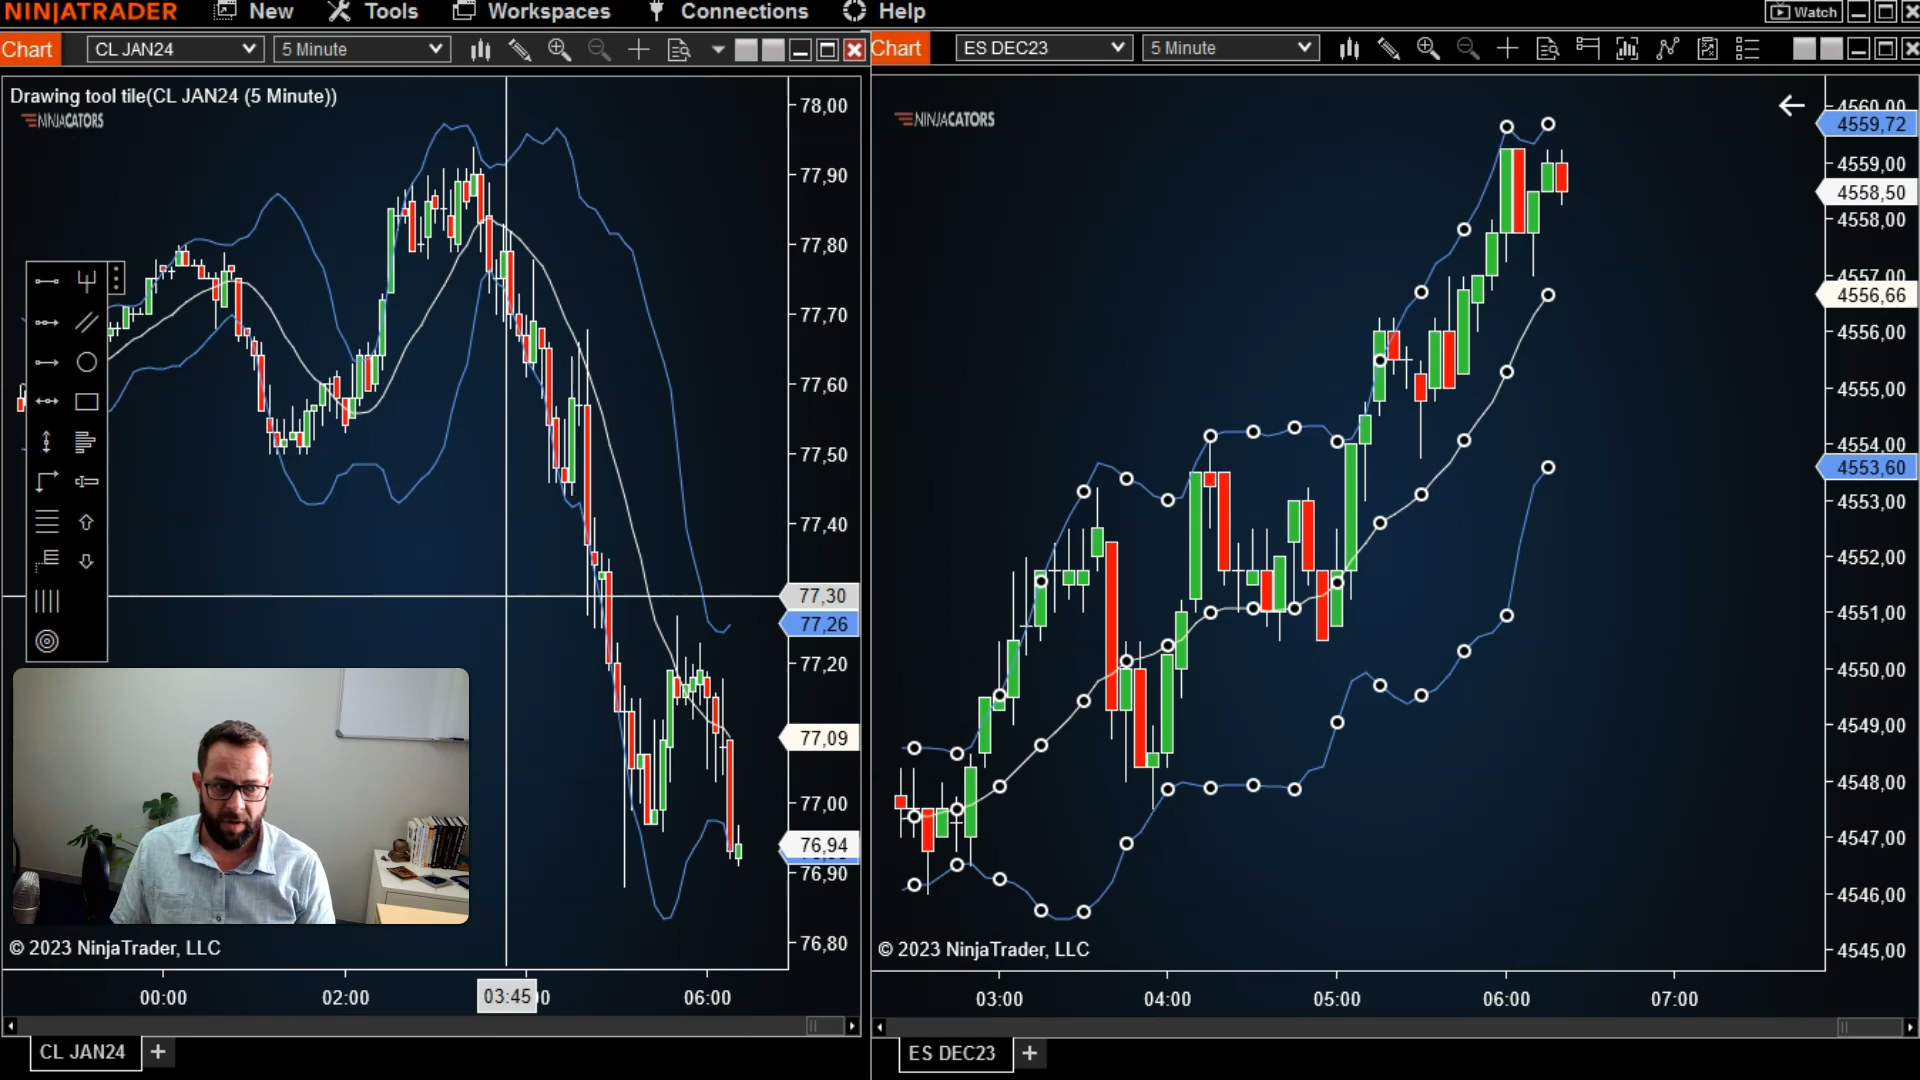 NINJATRADER New Tools Workspaces Connections Help Watch
Chart CL JAN24 5 Minute
Drawing tool tile(CL JAN24 (5 Minute))
NINJACATORS
78,00
77,90
77,80
77,70
77,60
77,50
77,40
77,30
77,26
77,20
77,09
77,00
76,94
76,90
76,80
© 2023 NinjaTrader, LLC
00:00 02:00 03:45 06:00
CL JAN24 +
Chart ES DEC23 5 Minute
NINJACATORS
4560,00
4559,72
4559,00
4558,50
4558,00
4557,00
4556,66
4556,00
4555,00
4554,00
4553,60
4553,00
4552,00
4551,00
4550,00
4549,00
4548,00
4547,00
4546,00
4545,00
© 2023 NinjaTrader, LLC
03:00 04:00 05:00 06:00 07:00
ES DEC23 +